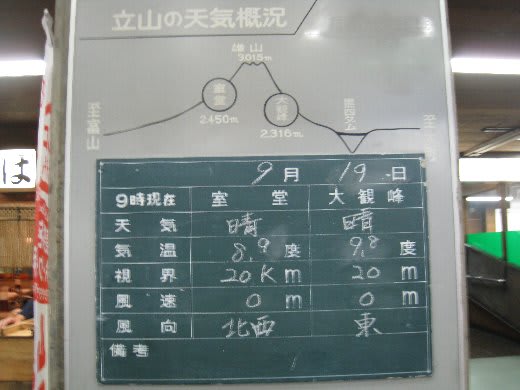 立山の天気概況
雄山
3015m
室堂
2450m
大観峰
2,316m
黒四ダム
至富山
至
は
9月 19日
9時現在 室堂 大観峰
天気 晴 晴
気温 8.9度 9.8度
視界 20Km 20m
風速 0m 0m
風向 北西 東
備考